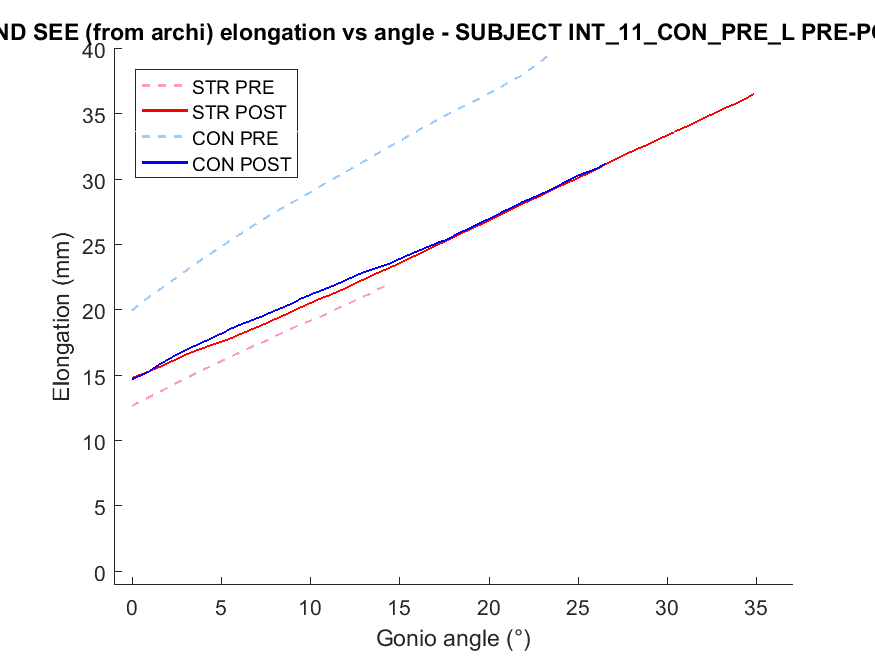 ND SEE (from archi) elongation vs angle - SUBJECT INT_11_CON_PRE_L PRE-PO
40
35
30
25
20
15
10
5
0
Elongation (mm)
STR PRE
STR POST
CON PRE
CON POST
0 5 10 15 20 25 30 35
Gonio angle (°)